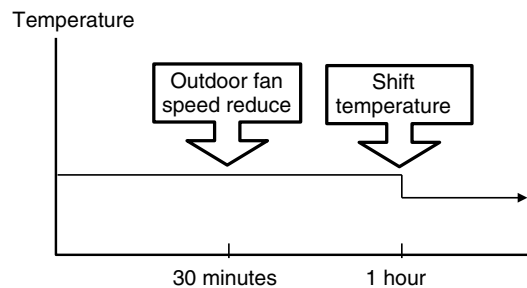 Temperature
Outdoor fan
speed reduce
Shift
temperature
30 minutes
1 hour